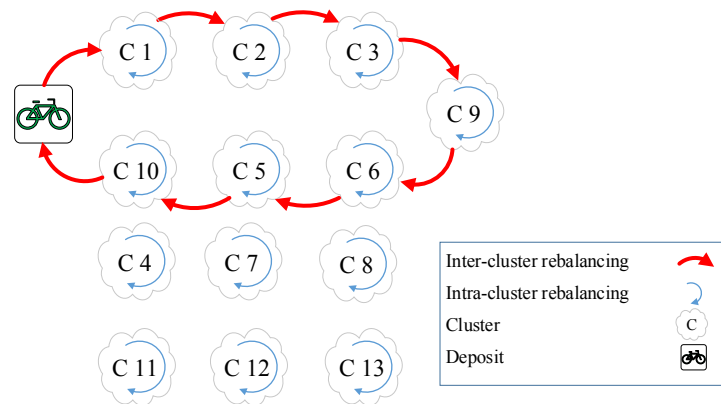 C 1
C 2
C 3
C 9
C 10
C 5
C 6
C 4
C 7
C 8
C 11
C 12
C 13
Inter-cluster rebalancing
Intra-cluster rebalancing
Cluster
C
Deposit